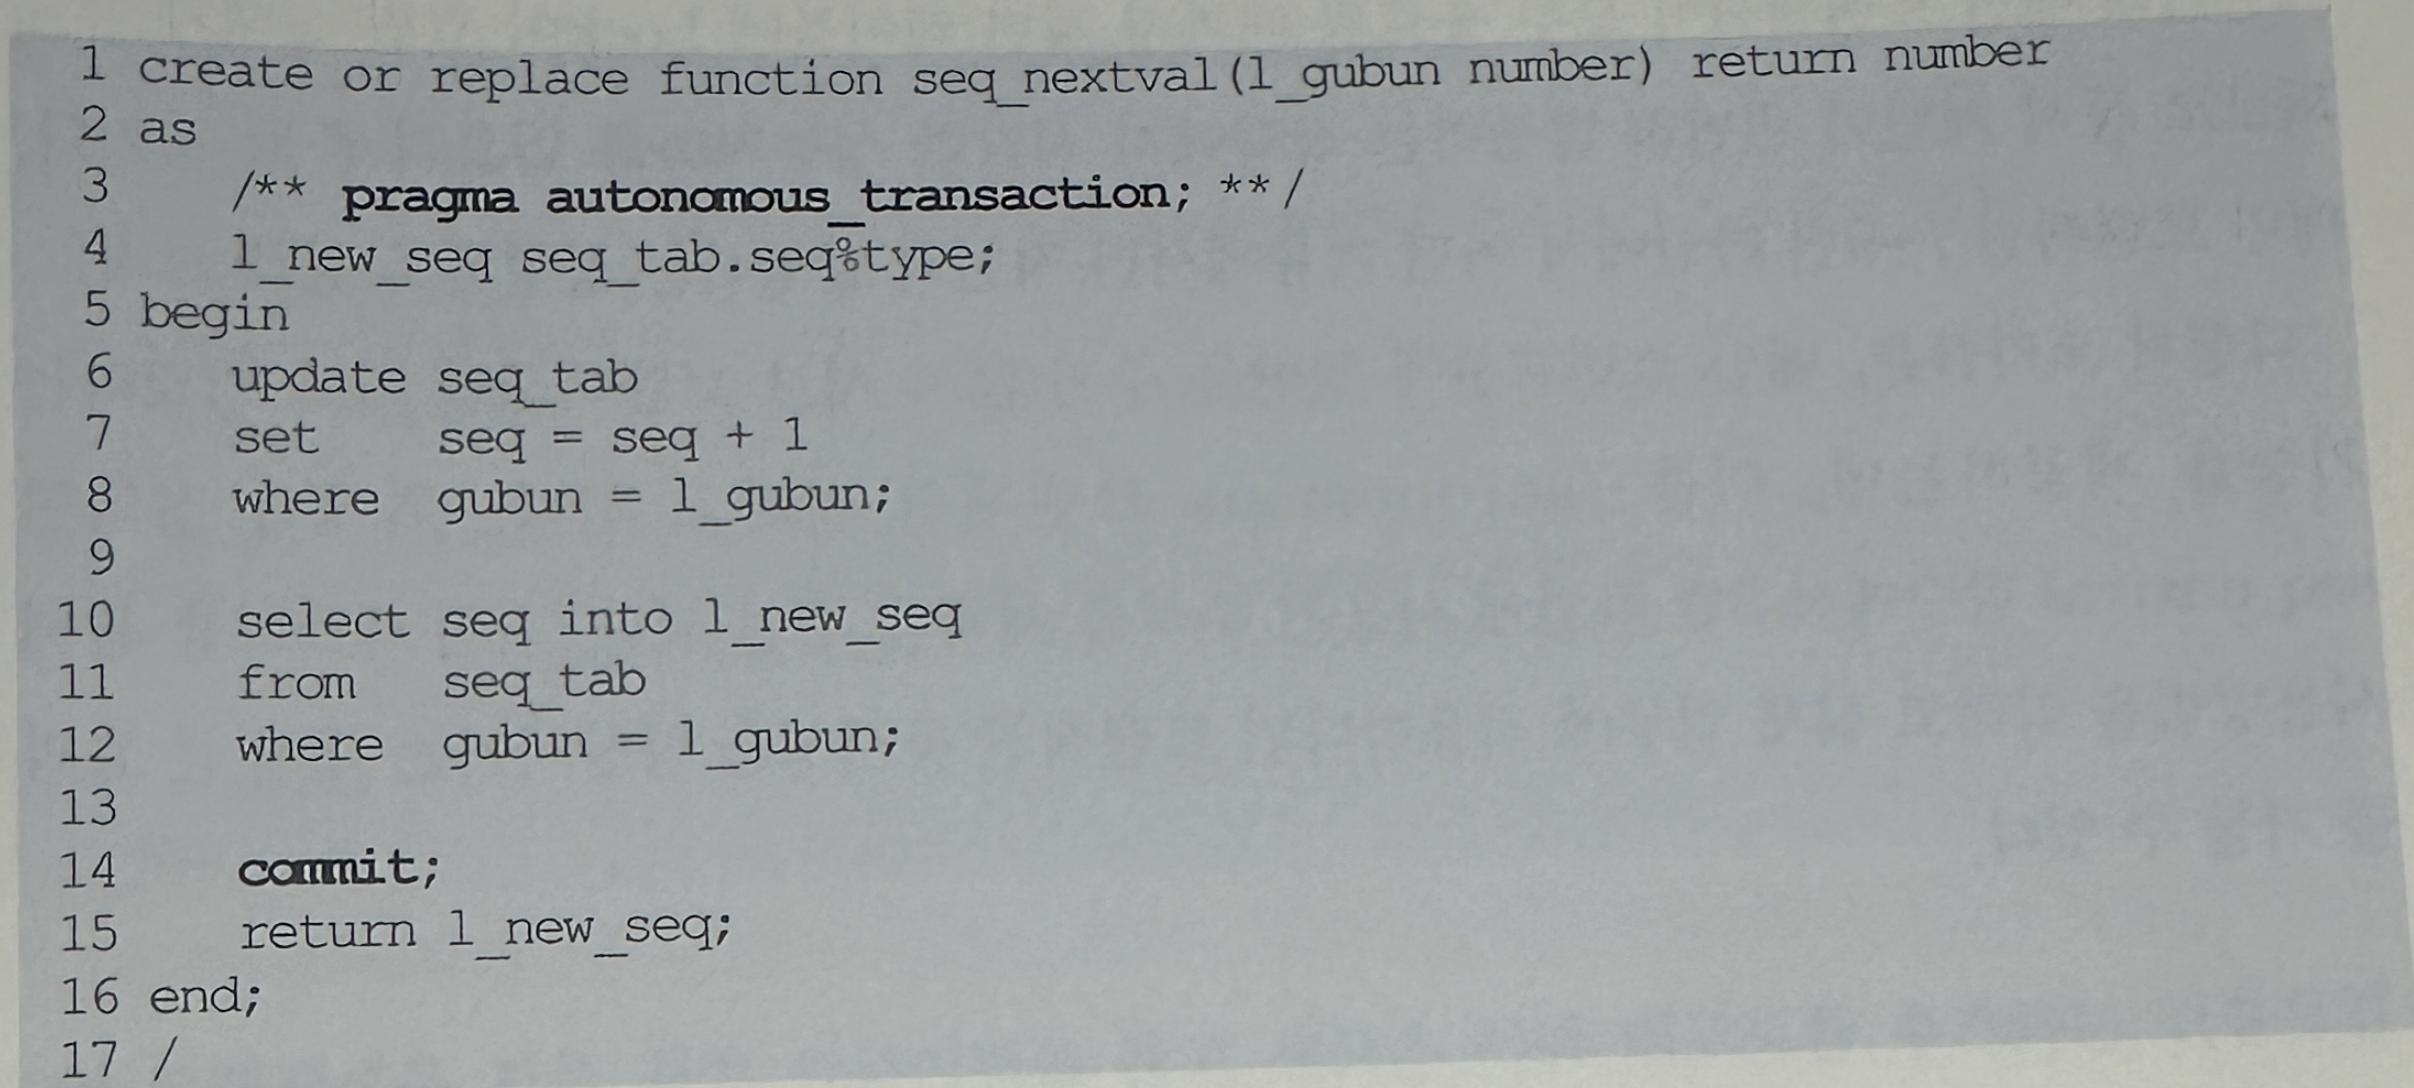 1 create or replace function seq_nextval(l_gubun number) return number
2 as
3     /** pragma autonomous_transaction; **/
4     l_new_seq seq_tab.seq%type;
5 begin
6     update seq_tab
7     set    seq = seq + 1
8     where  gubun = l_gubun;
9
10    select seq into l_new_seq
11    from   seq_tab
12    where  gubun = l_gubun;
13
14    commit;
15    return l_new_seq;
16 end;
17 /